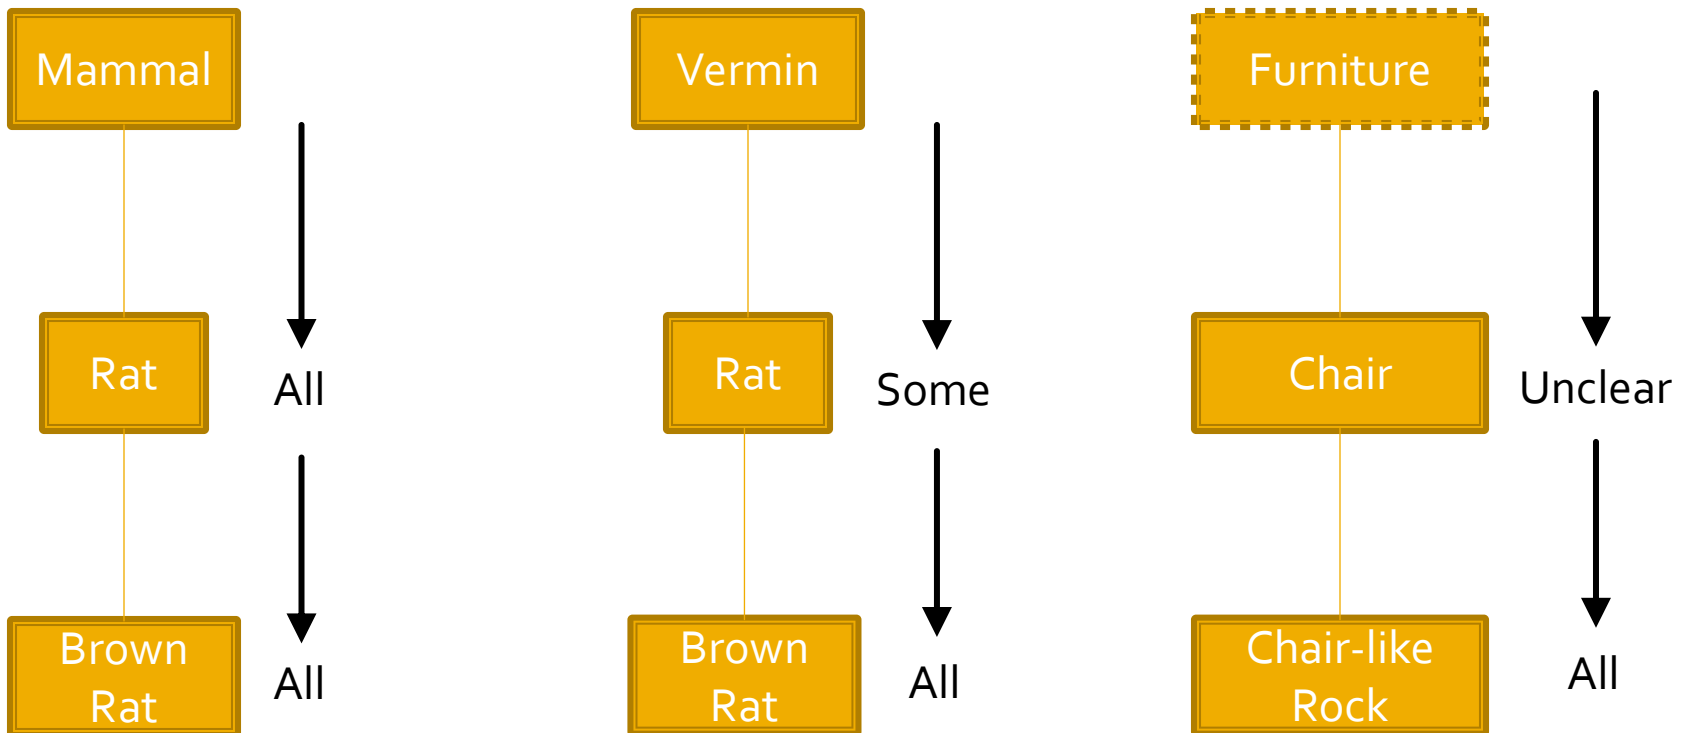 Mammal
Vermin
Furniture
Rat
All
Rat
Some
Chair
Unclear
Brown
Rat
All
Brown
Rat
All
Chair-like
Rock
All